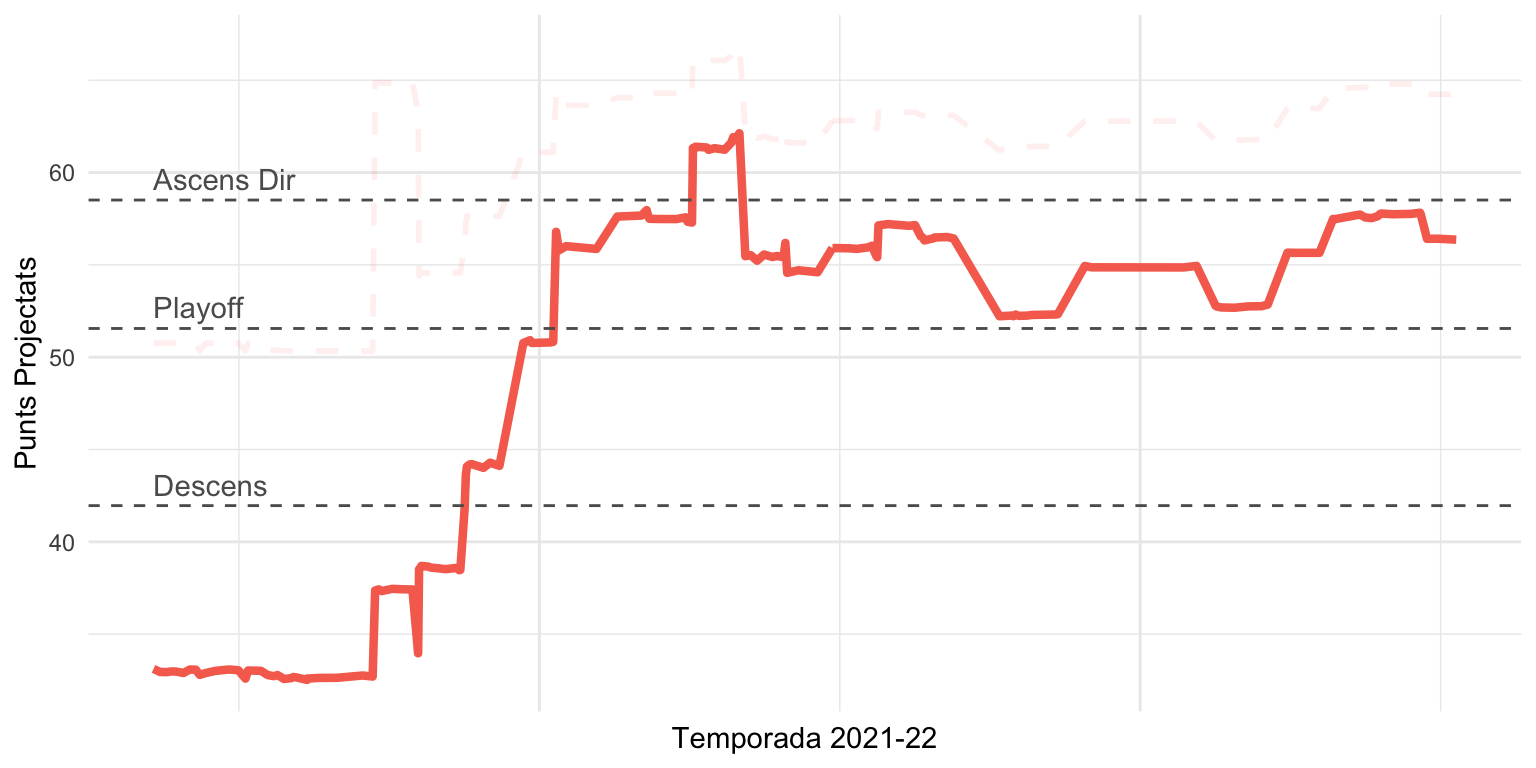 60
Ascens Dir
Playoff
50
Descens
40
Punts Projectats
Temporada 2021-22